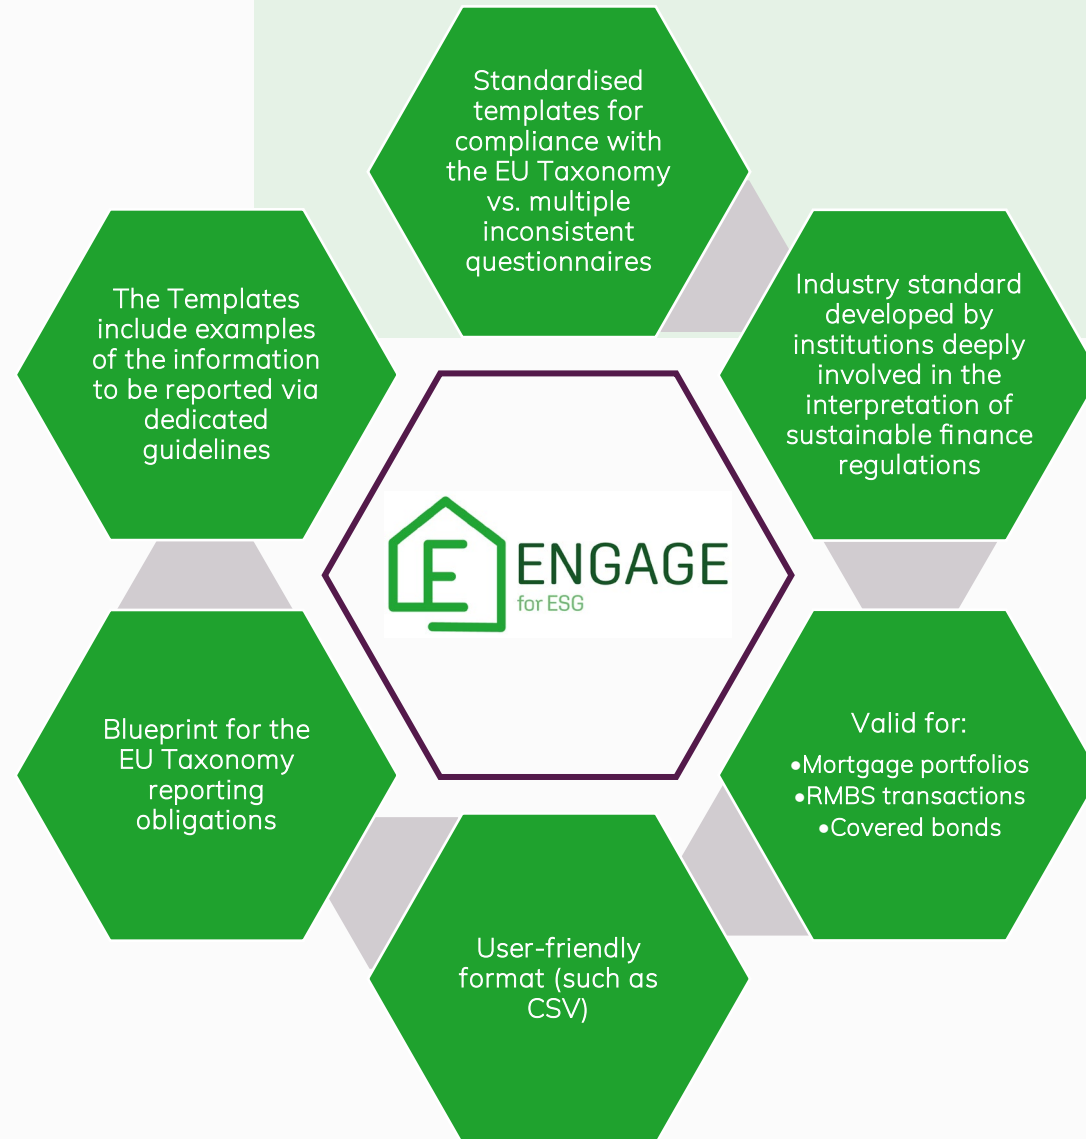 Standardised
templates for
compliance with
the EU Taxonomy
vs. multiple
inconsistent
questionnaires
Industry standard
developed by
institutions deeply
involved in the
interpretation of
sustainable finance
regulations
Valid for:
•Mortgage portfolios
•RMBS transactions
•Covered bonds
User-friendly
format (such as
CSV)
Blueprint for the
EU Taxonomy
reporting
obligations
The Templates
include examples
of the information
to be reported via
dedicated
guidelines
ENGAGE
for ESG